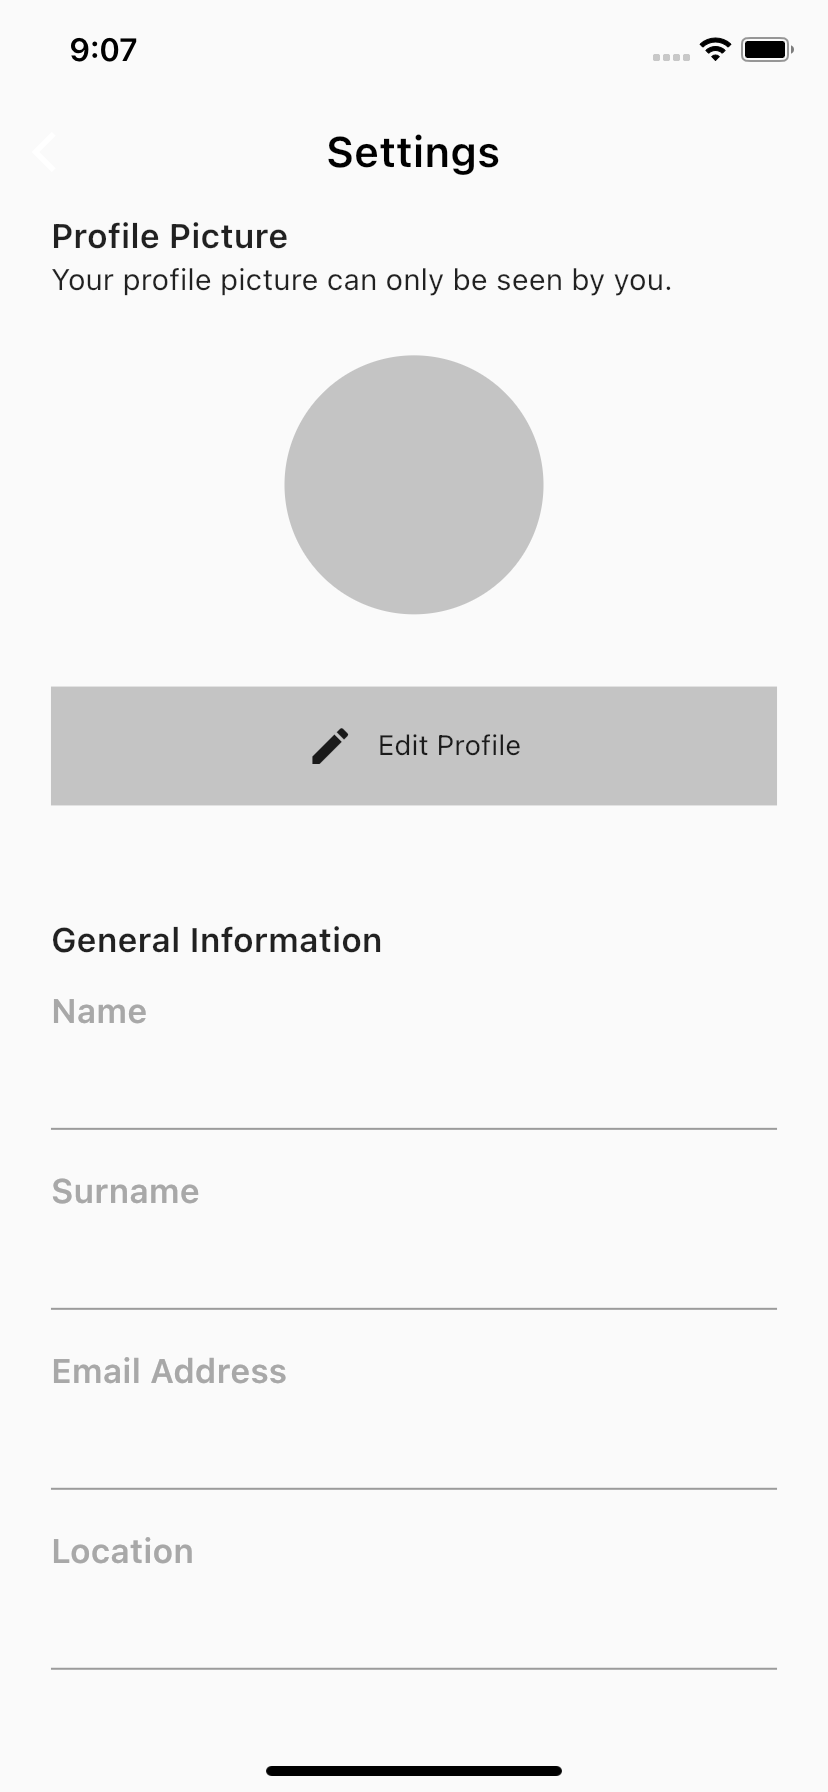 9:07
Settings
Profile Picture
Your profile picture can only be seen by you.
Edit Profile
General Information
Name
Surname
Email Address
Location